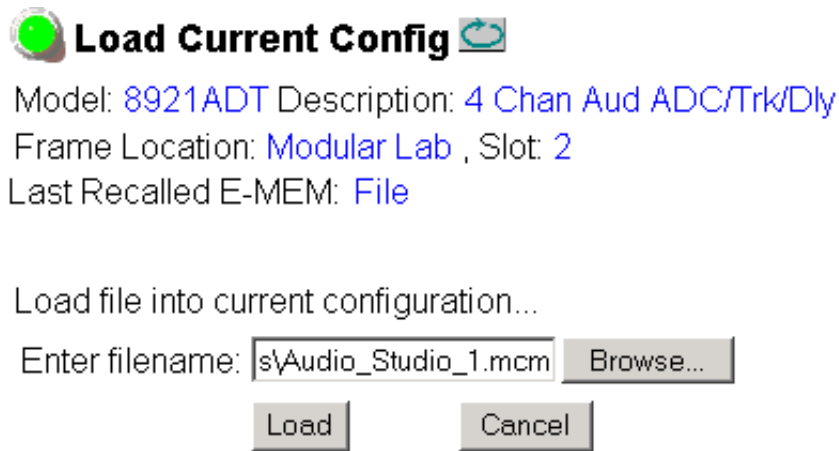 Load Current Config
Model: 8921ADT Description: 4 Chan Aud ADC/Trk/Dly
Frame Location: Modular Lab , Slot: 2
Last Recalled E-MEM: File
Load file into current configuration...
Enter filename: s\Audio_Studio_1.mcm Browse...
Load Cancel